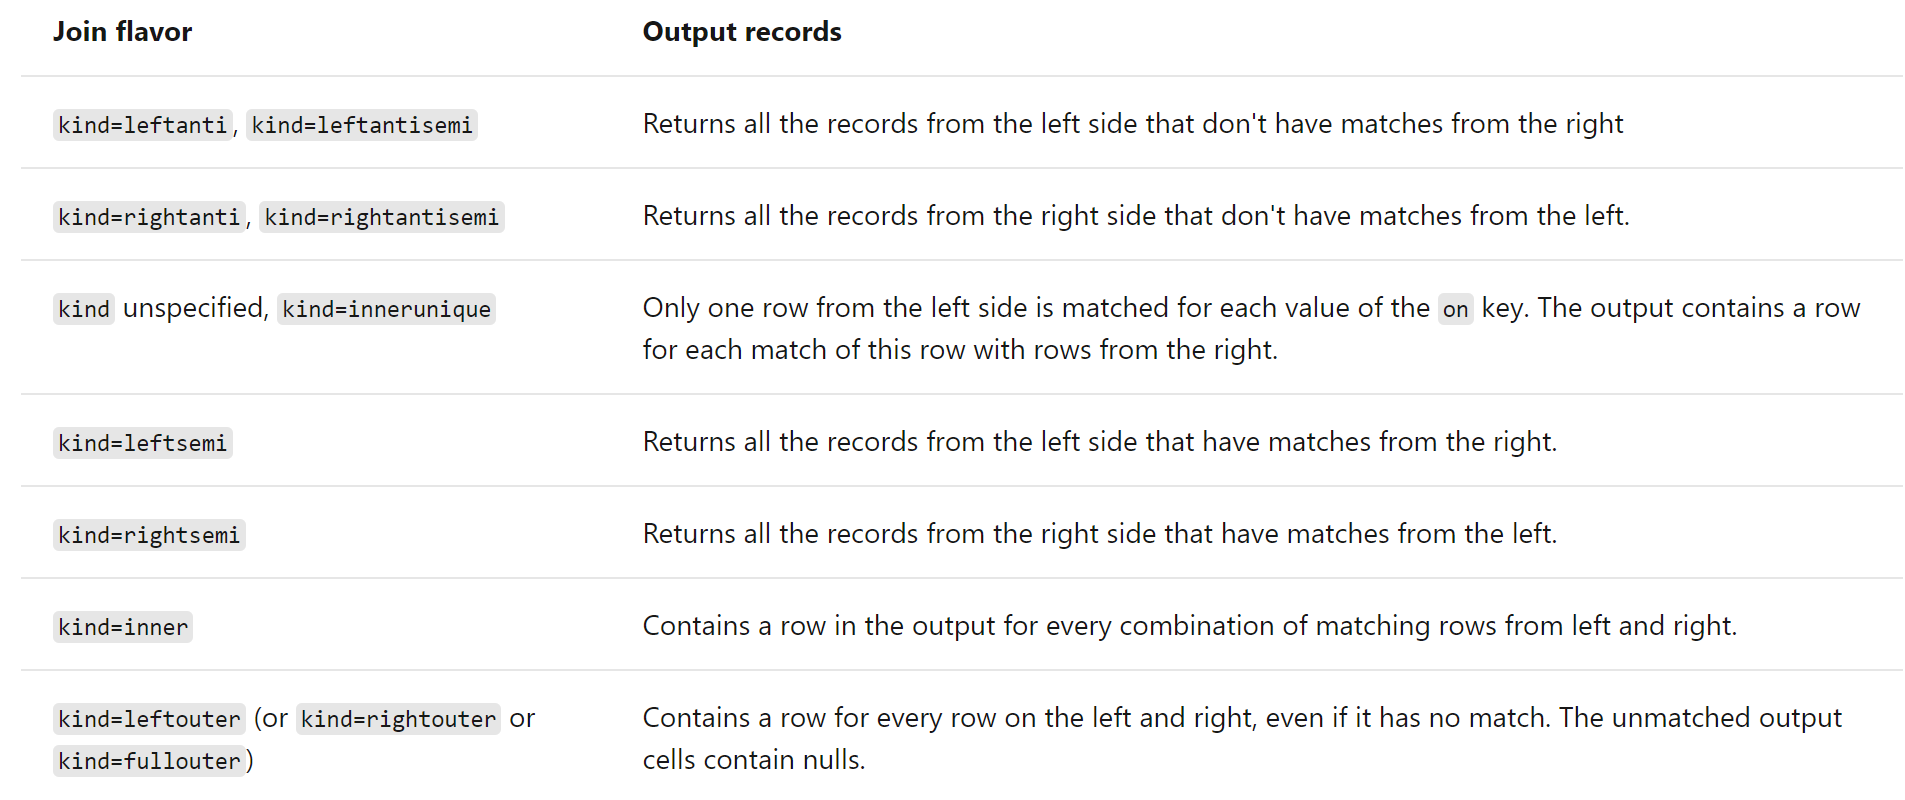 Join flavor Output records
kind=leftanti, kind=leftantisemi Returns all the records from the left side that don't have matches from the right
kind=rightanti, kind=rightantisemi Returns all the records from the right side that don't have matches from the left.
kind unspecified, kind=innerunique Only one row from the left side is matched for each value of the on key. The output contains a row
for each match of this row with rows from the right.
kind=leftsemi Returns all the records from the left side that have matches from the right.
kind=rightsemi Returns all the records from the right side that have matches from the left.
kind=inner Contains a row in the output for every combination of matching rows from left and right.
kind=leftouter (or kind=rightouter or Contains a row for every row on the left and right, even if it has no match. The unmatched output
kind=fullouter) cells contain nulls.